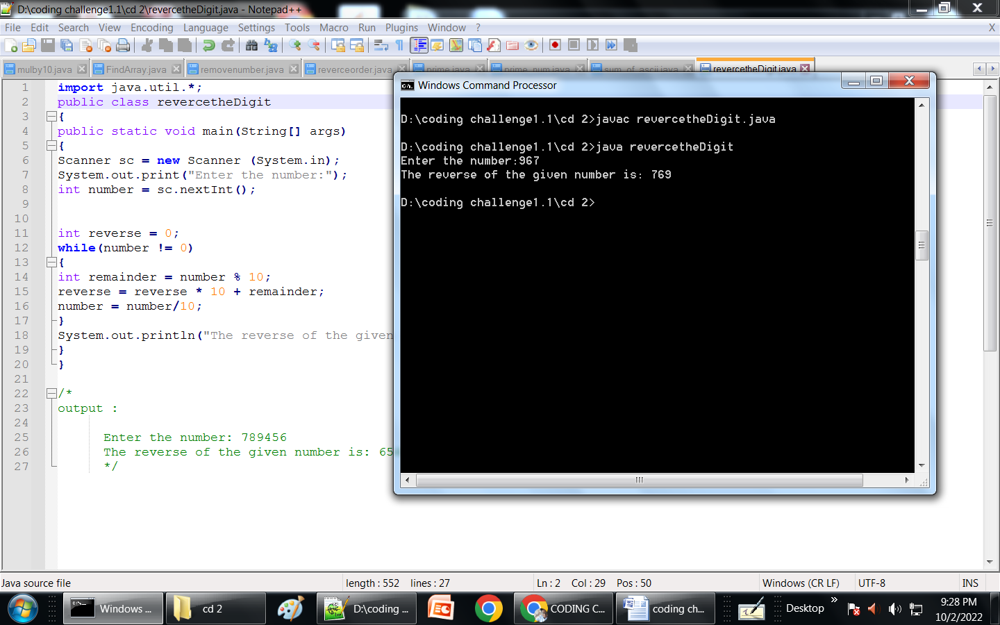 D:\coding challenge1.1\cd 2\revercetheDigit.java - Notepad++
File Edit Search View Encoding Language Settings Tools Macro Run Plugins Window ? X
mulby10.java FindArray.java removenumber.java reverceorder.java prime.java prime_num.java sum_of_ascii.java revercetheDigit.java
1 import java.util.*;
2 public class revercetheDigit
3 {
4 public static void main(String[] args)
5 {
6 Scanner sc = new Scanner (System.in);
7 System.out.print("Enter the number:");
8 int number = sc.nextInt();
9
10
11 int reverse = 0;
12 while(number != 0)
13 {
14 int remainder = number % 10;
15 reverse = reverse * 10 + remainder;
16 number = number/10;
17 }
18 System.out.println("The reverse of the given
19 }
20 }
21
22 /*
23 output :
24
25 Enter the number: 789456
26 The reverse of the given number is: 65
27 */
Windows Command Processor
D:\coding challenge1.1\cd 2>javac revercetheDigit.java
D:\coding challenge1.1\cd 2>java revercetheDigit
Enter the number:967
The reverse of the given number is: 769
D:\coding challenge1.1\cd 2>
Java source file length : 552 lines : 27 Ln : 2 Col : 29 Pos : 50 Windows (CR LF) UTF-8 INS
Windows ... cd 2 D:\coding ... CODING C... coding ch... Desktop » 9:28 PM
10/2/2022